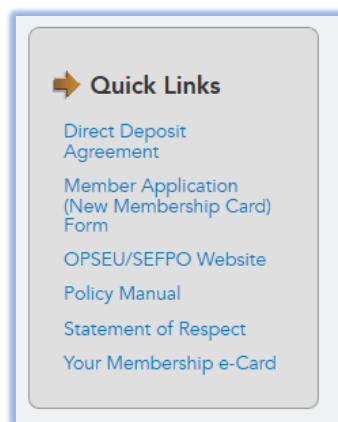 Quick Links
Direct Deposit
Agreement
Member Application
(New Membership Card)
Form
OPSEU/SEFPO Website
Policy Manual
Statement of Respect
Your Membership e-Card